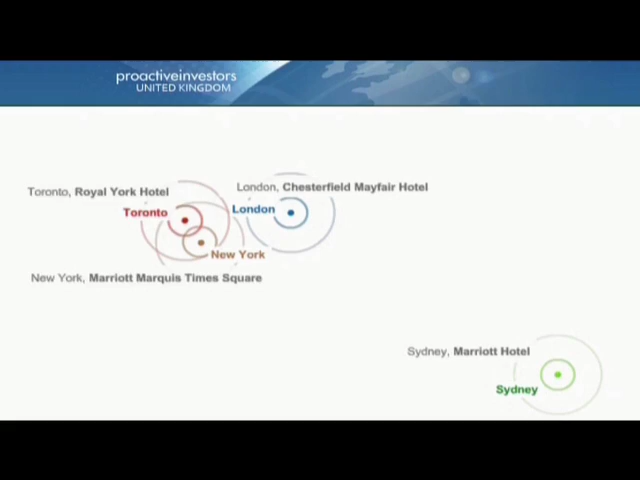 proactiveinvestors
UNITED KINGDOM
Toronto, Royal York Hotel
London, Chesterfield Mayfair Hotel
Toronto
London
New York
New York, Marriott Marquis Times Square
Sydney, Marriott Hotel
Sydney